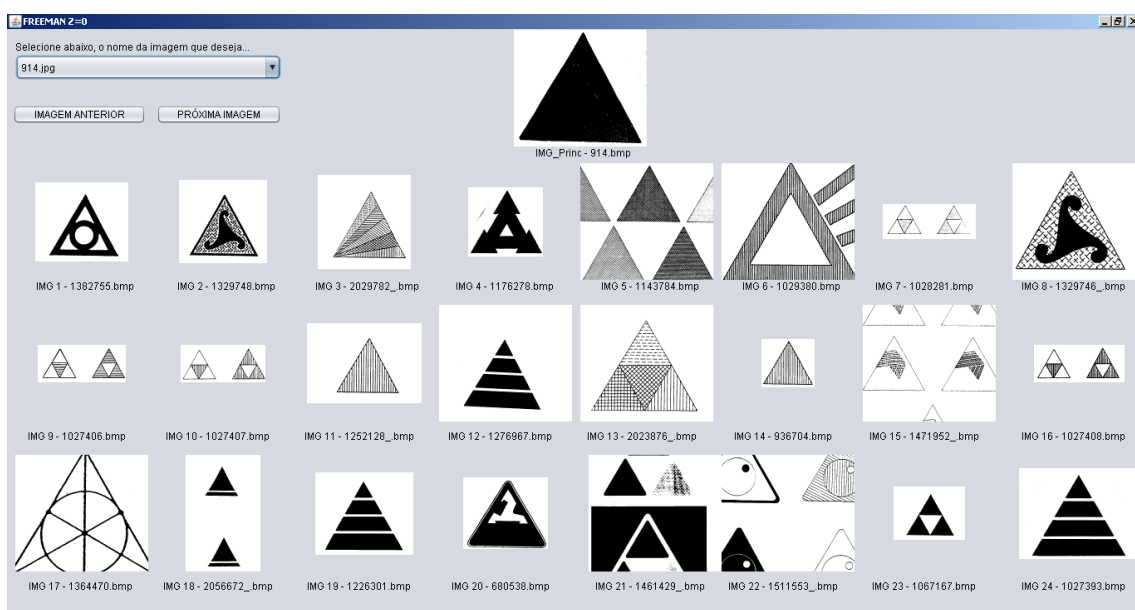 FREEMAN Z=0
Selecione abaixo, o nome da imagem que deseja...
914.jpg
IMAGEM ANTERIOR
PRÓXIMA IMAGEM
IMG_Princ - 914.bmp
IMG 1 - 1382755.bmp
IMG 2 - 1329748.bmp
IMG 3 - 2029782_.bmp
IMG 4 - 1176278.bmp
IMG 5 - 1143784.bmp
IMG 6 - 1029380.bmp
IMG 7 - 1028281.bmp
IMG 8 - 1329746_.bmp
IMG 9 - 1027406.bmp
IMG 10 - 1027407.bmp
IMG 11 - 1252128_.bmp
IMG 12 - 1276967.bmp
IMG 13 - 2023876_.bmp
IMG 14 - 936704.bmp
IMG 15 - 1471952_.bmp
IMG 16 - 1027408.bmp
IMG 17 - 1364470.bmp
IMG 18 - 2056672_.bmp
IMG 19 - 1226301.bmp
IMG 20 - 680538.bmp
IMG 21 - 1461429_.bmp
IMG 22 - 1511553_.bmp
IMG 23 - 1067167.bmp
IMG 24 - 1027393.bmp